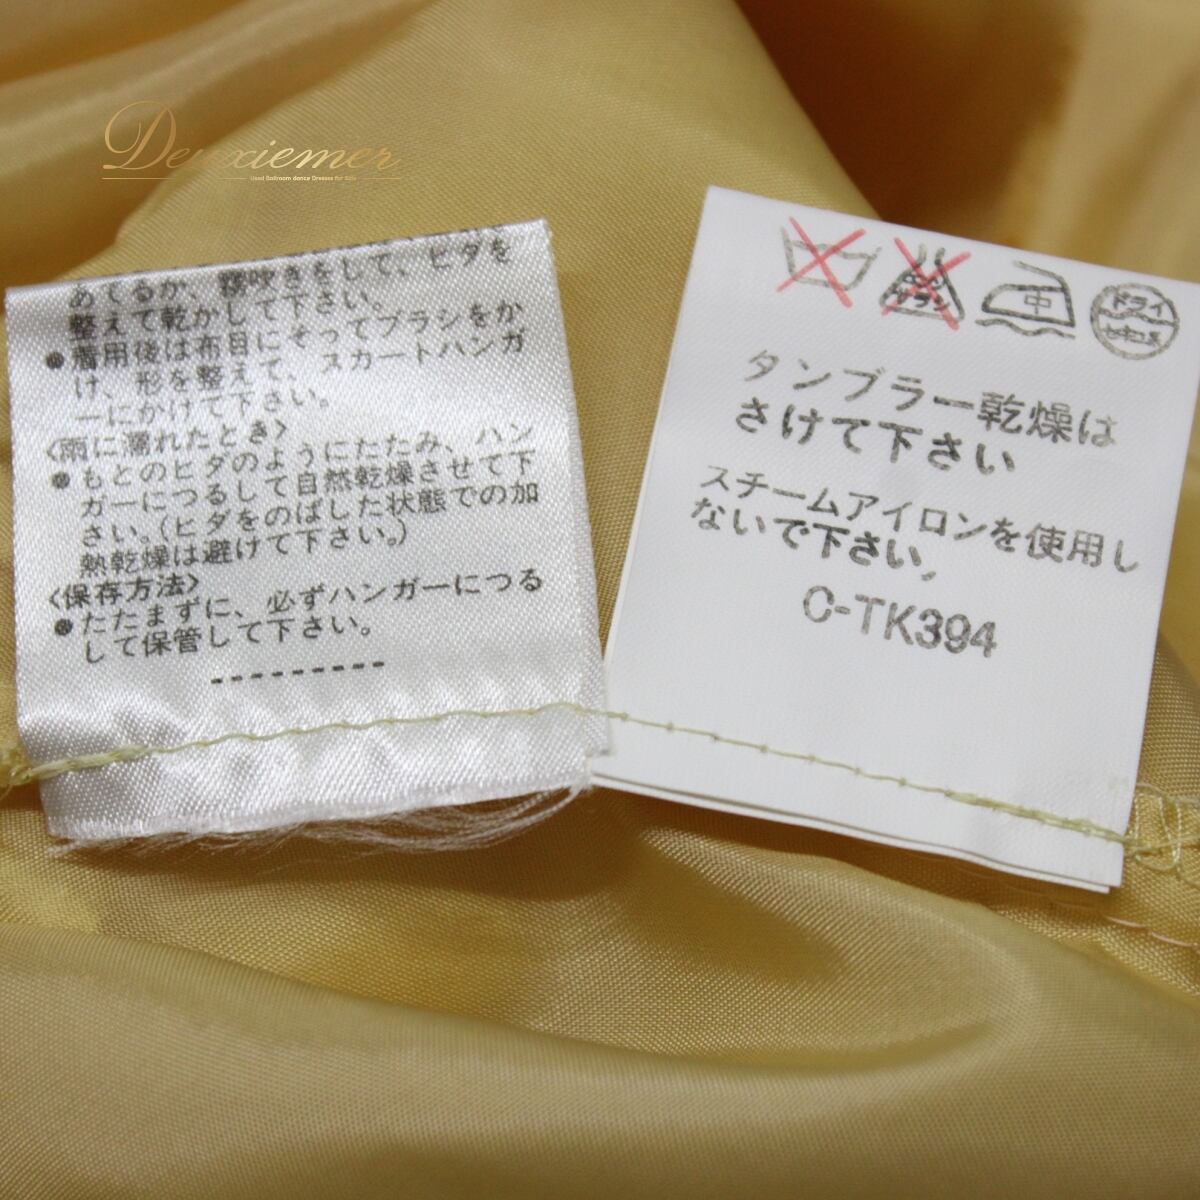 Deuxiemer
Used Ballroom dance Dresses for Sale
あてるか、霧吹きをして、ヒダを
整えて乾かして下さい。
●着用後は布目にそってブラシをか
け、形を整えて、スカートハンガ
ーにかけて下さい。
〈雨に濡れたとき〉
●もとのヒダのようにたたみ、ハン
ガーにつるして自然乾燥させて下
さい。(ヒダをのばした状態での加
熱乾燥は避けて下さい。)
〈保存方法〉
●たたまずに、必ずハンガーにつる
して保管して下さい。
---------
エンソ
サラシ
中
ドライ
セキユ系
タンブラー乾燥は
さけて下さい
スチームアイロンを使用し
ないで下さい、
C-TK394